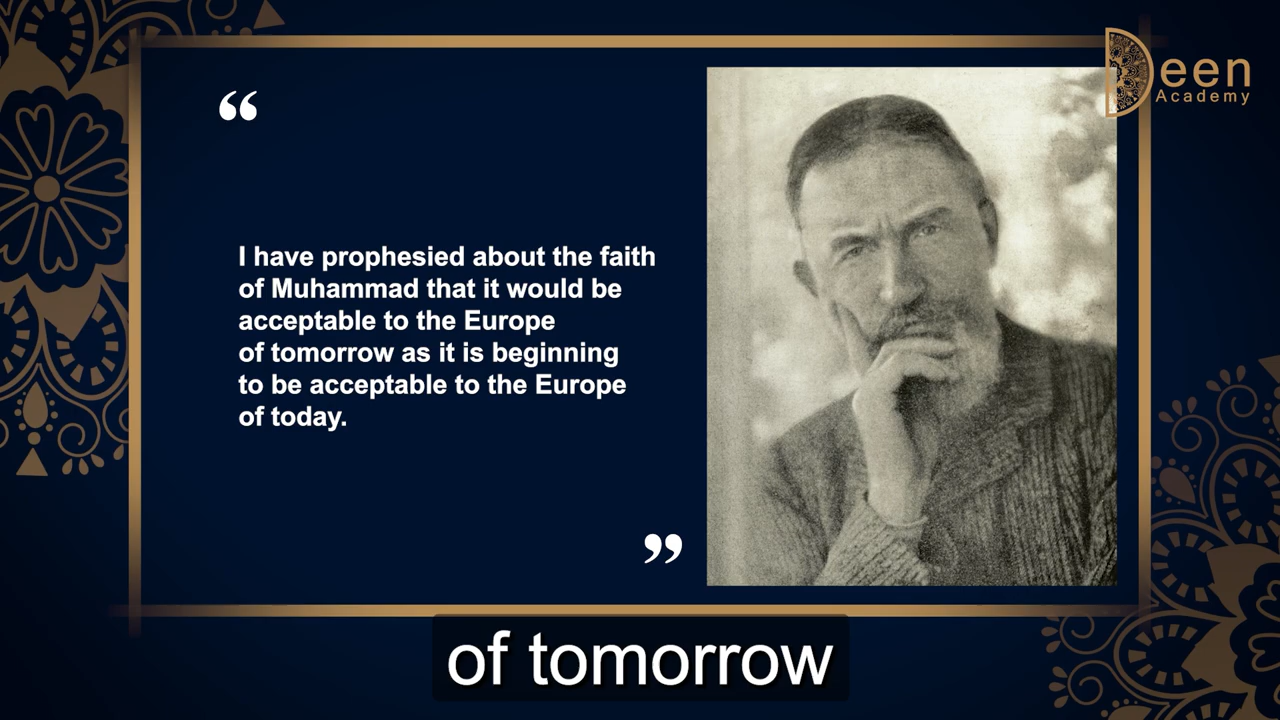 Deen
Academy
“
I have prophesied about the faith
of Muhammad that it would be
acceptable to the Europe
of tomorrow as it is beginning
to be acceptable to the Europe
of today.
”
of tomorrow